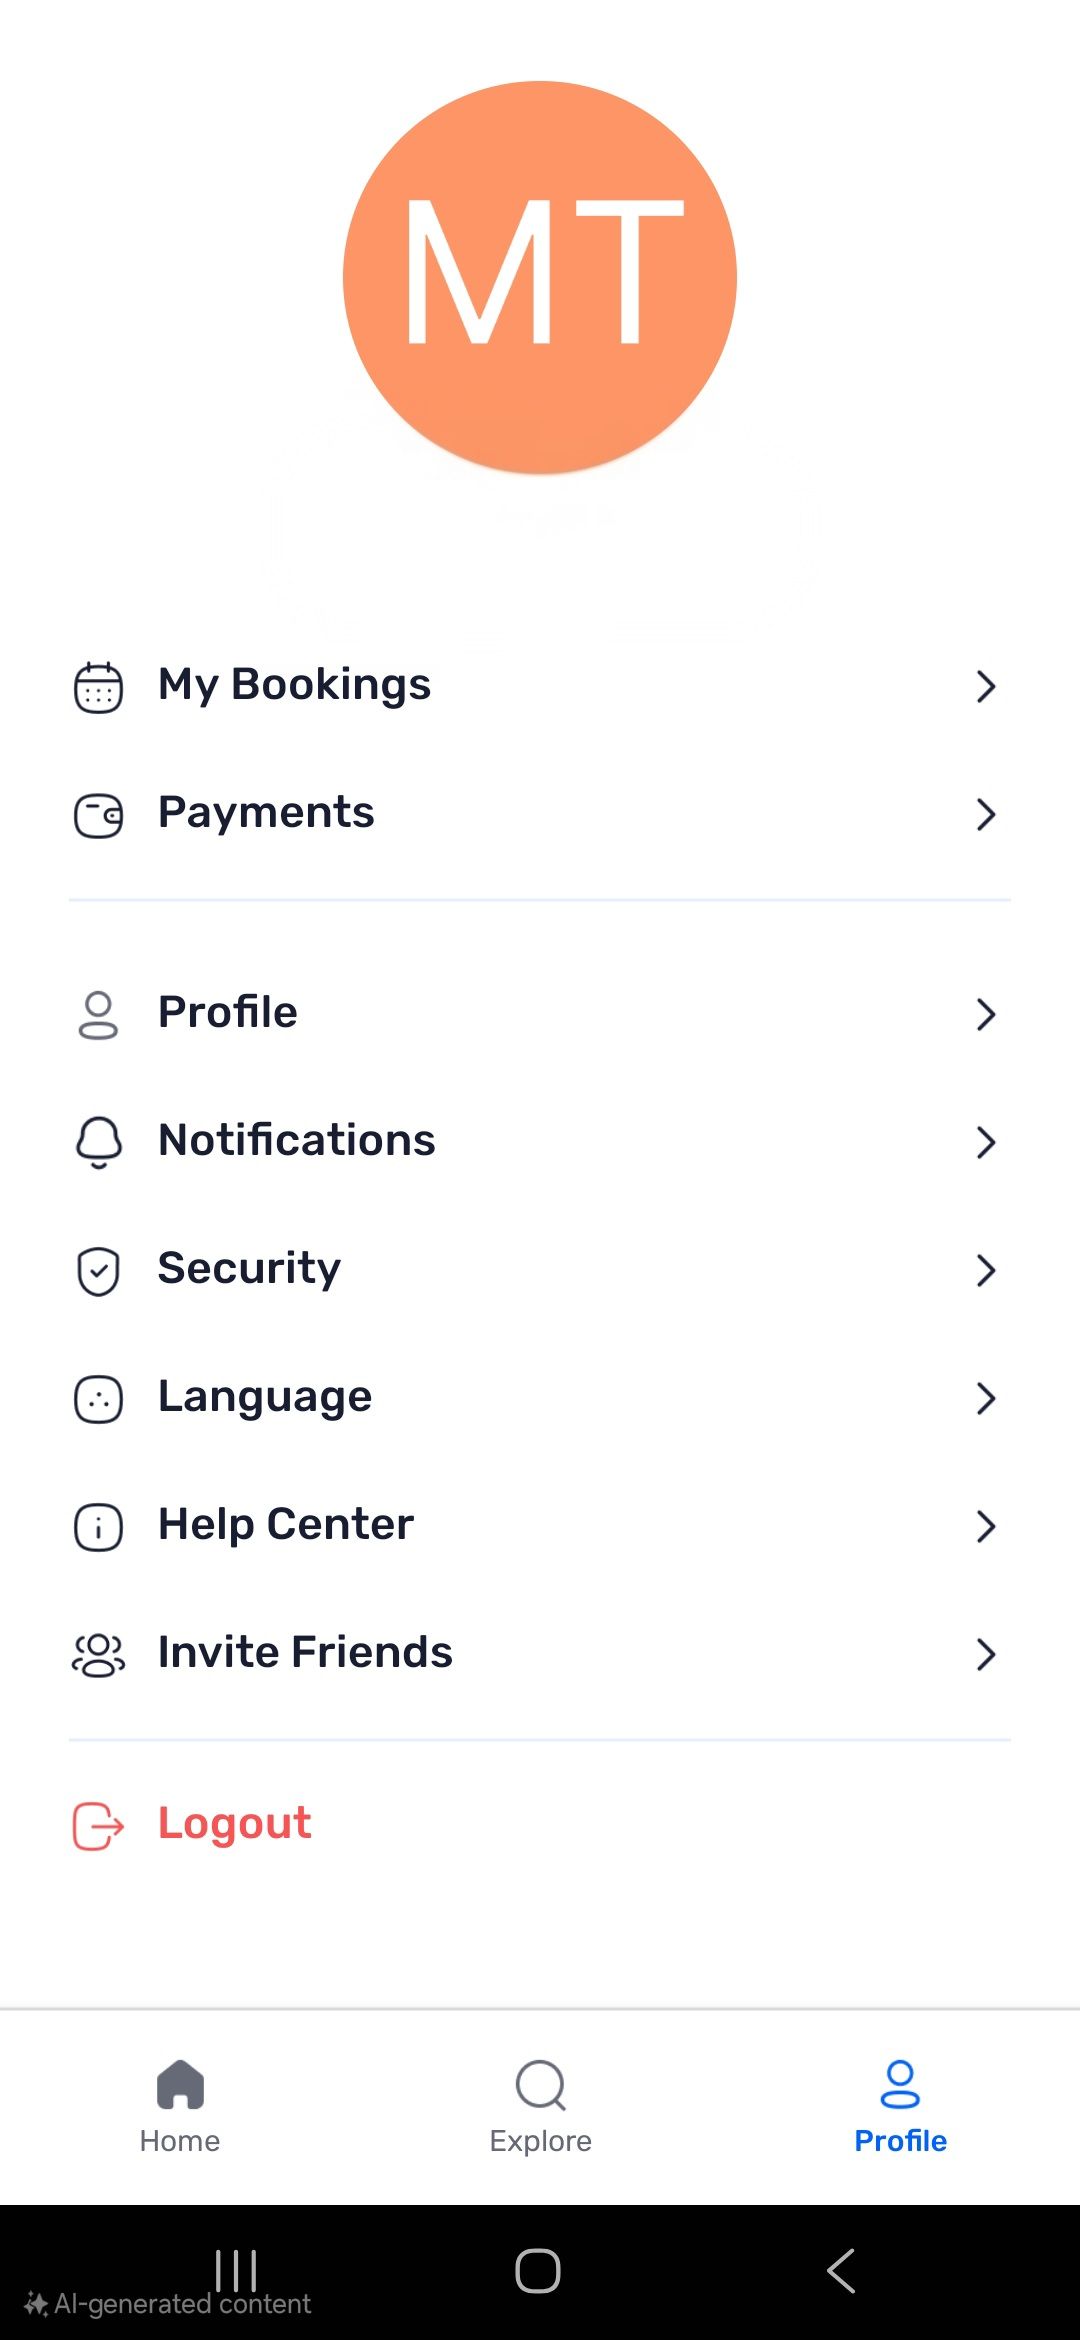 MT
My Bookings
Payments
Profile
Notifications
Security
Language
Help Center
Invite Friends
Logout
Home
Explore
Profile
AI-generated content